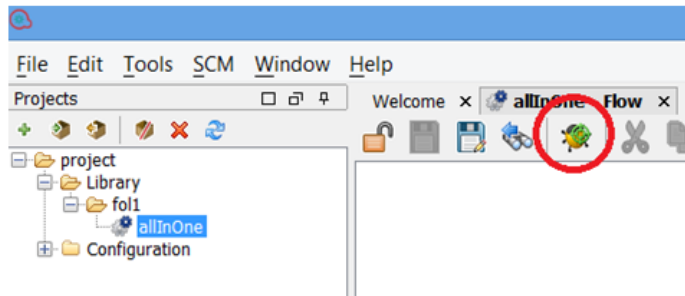 File Edit Tools SCM Window Help
Projects
Welcome allInOne - Flow
project
Library
fol1
allInOne
Configuration